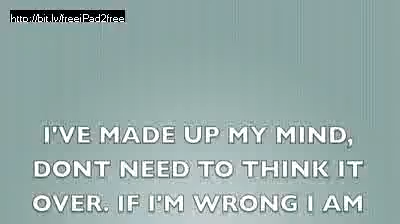 http://bit.ly/freeiPad2free
I'VE MADE UP MY MIND,
DONT NEED TO THINK IT
OVER. IF I'M WRONG I AM